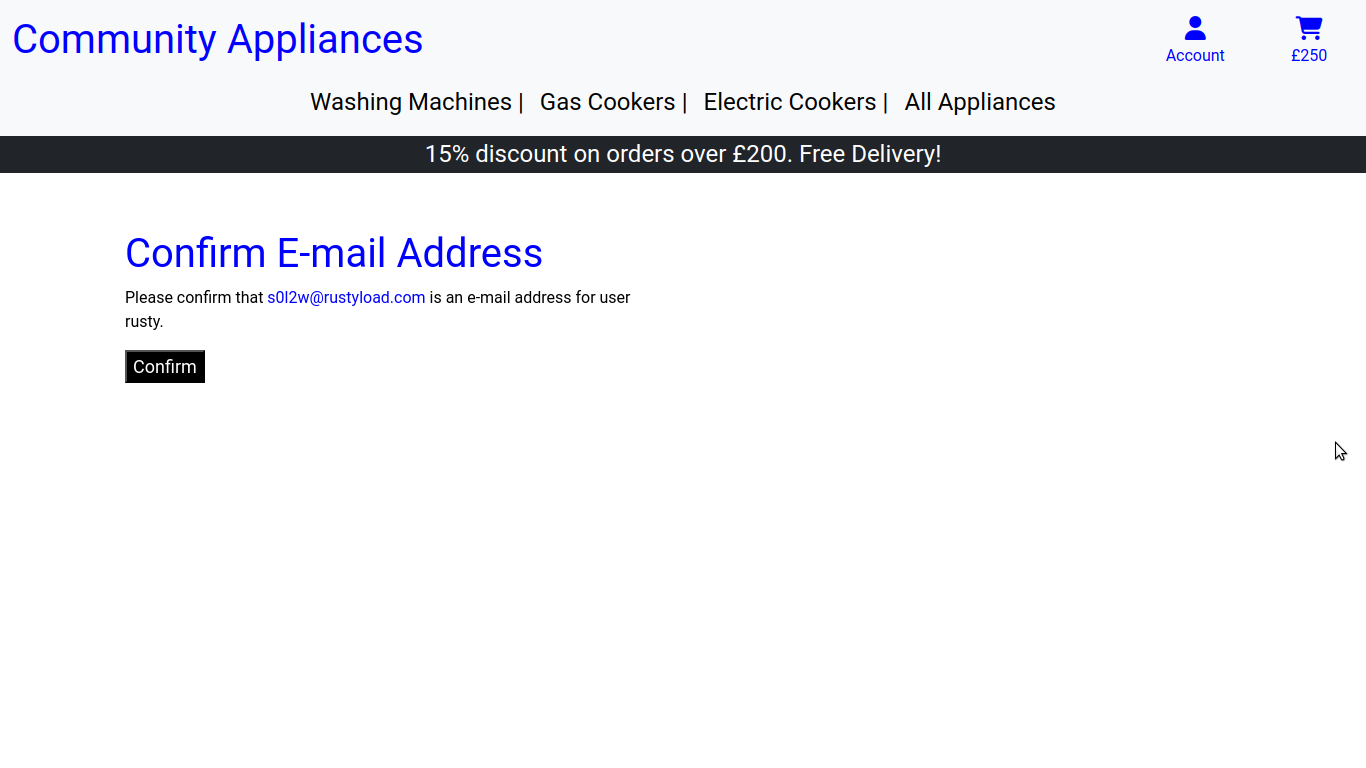 Community Appliances
Account
£250
Washing Machines |
Gas Cookers |
Electric Cookers |
All Appliances
15% discount on orders over £200. Free Delivery!
Confirm E-mail Address
Please confirm that s0l2w@rustyload.com is an e-mail address for user
rusty.
Confirm